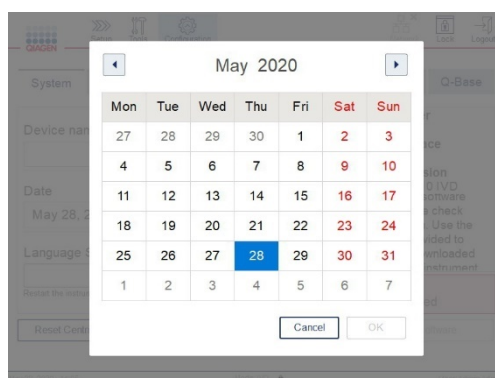 QIAGEN
Setup Tools Configuration Lock Logout
May 2020
Mon Tue Wed Thu Fri Sat Sun
27 28 29 30 1 2 3
4 5 6 7 8 9 10
11 12 13 14 15 16 17
18 19 20 21 22 23 24
25 26 27 28 29 30 31
1 2 3 4 5 6 7
Cancel OK
System Q-Base
Device nam
Date
May 28, 2
Language S
Reset Centr